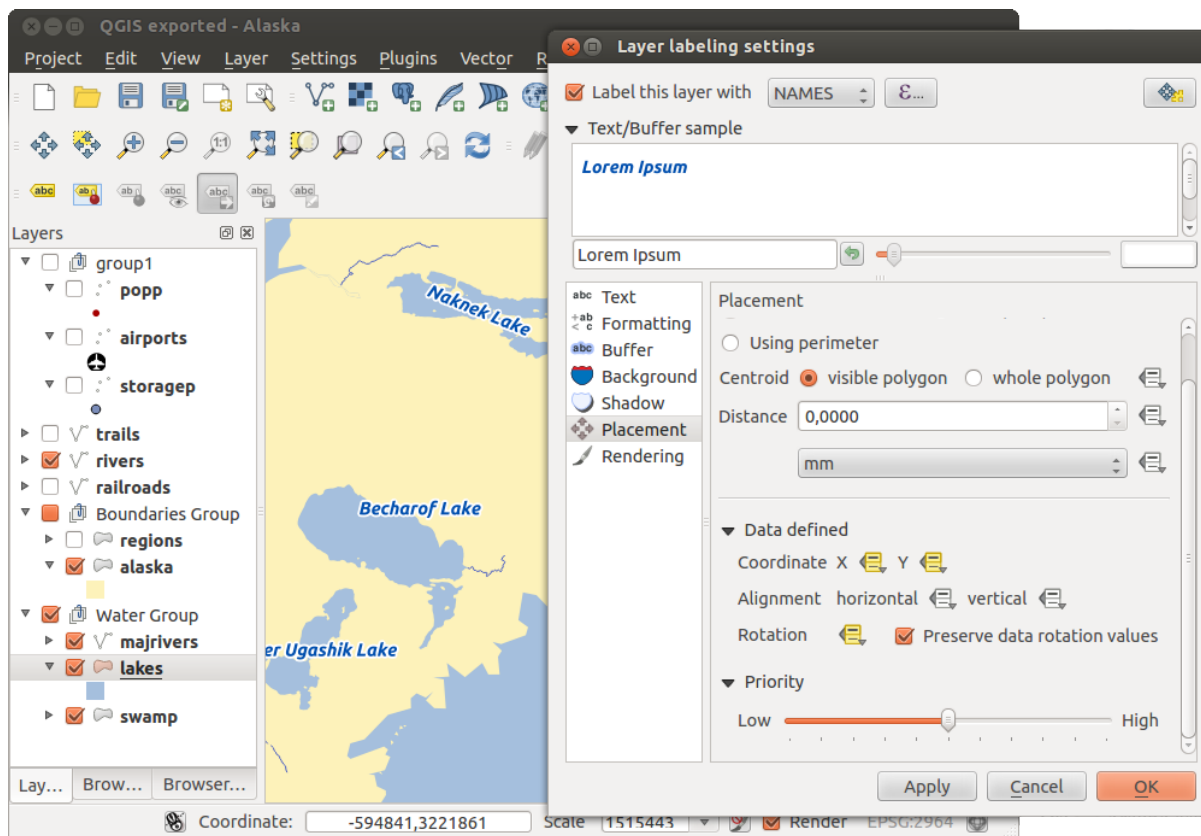 QGIS exported - Alaska
Project Edit View Layer Settings Plugins Vector R
Layers
group1
popp
airports
storagep
trails
rivers
railroads
Boundaries Group
regions
alaska
Water Group
majrivers
lakes
swamp
Lay... Brow... Browser...
Naknek Lake
Becharof Lake
er Ugashik Lake
Coordinate: -594841,3221861 Scale 1515443 Render EPSG:2964
Layer labeling settings
Label this layer with NAMES ε...
Text/Buffer sample
Lorem Ipsum
Lorem Ipsum
Text
Formatting
Buffer
Background
Shadow
Placement
Rendering
Placement
Using perimeter
Centroid visible polygon whole polygon
Distance 0,0000
mm
Data defined
Coordinate X Y
Alignment horizontal vertical
Rotation Preserve data rotation values
Priority
Low High
Apply Cancel OK